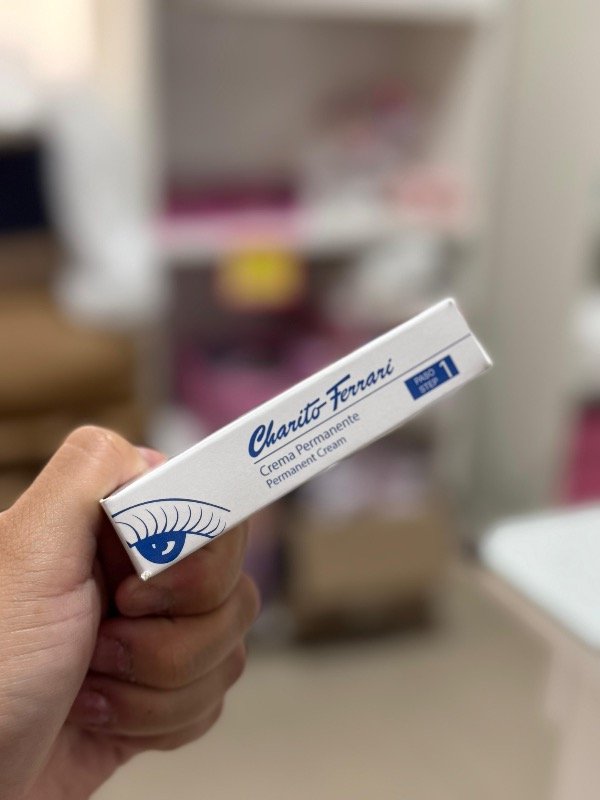 Charito Ferrari
Crema Permanente
Permanent Cream
PASO
STEP
1